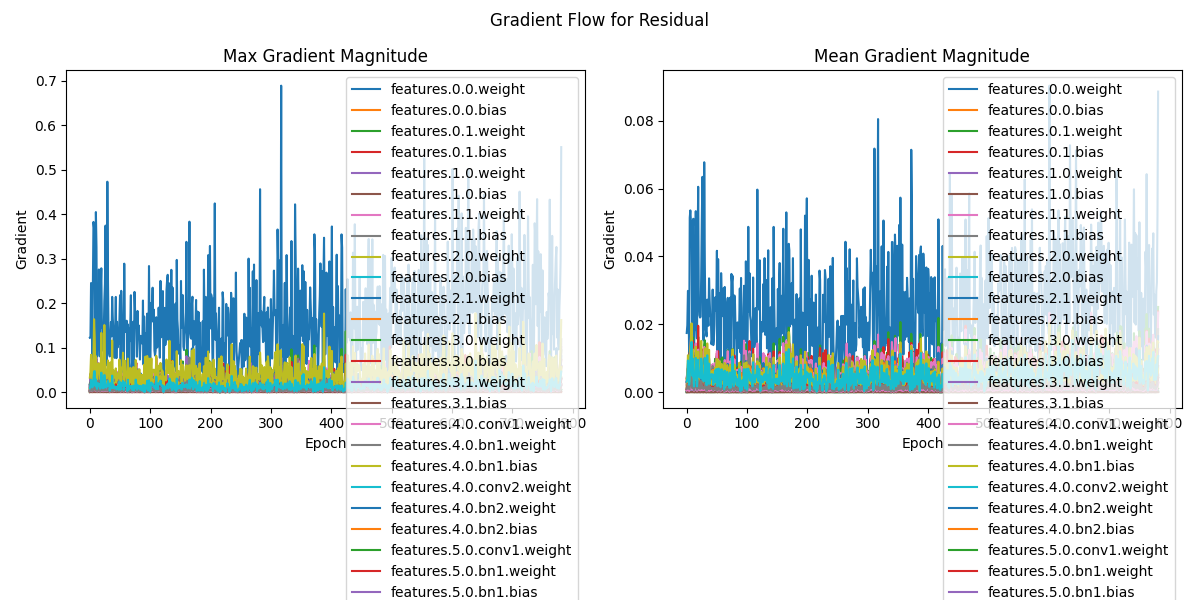 Gradient Flow for Residual
Max Gradient Magnitude
Gradient
0.7
0.6
0.5
0.4
0.3
0.2
0.1
0.0
0
100
200
300
400
Epoch
features.0.0.weight
features.0.0.bias
features.0.1.weight
features.0.1.bias
features.1.0.weight
features.1.0.bias
features.1.1.weight
features.1.1.bias
features.2.0.weight
features.2.0.bias
features.2.1.weight
features.2.1.bias
features.3.0.weight
features.3.0.bias
features.3.1.weight
features.3.1.bias
features.4.0.conv1.weight
features.4.0.bn1.weight
features.4.0.bn1.bias
features.4.0.conv2.weight
features.4.0.bn2.weight
features.4.0.bn2.bias
features.5.0.conv1.weight
features.5.0.bn1.weight
features.5.0.bn1.bias
Mean Gradient Magnitude
Gradient
0.08
0.06
0.04
0.02
0.00
0
100
200
300
400
Epoch
features.0.0.weight
features.0.0.bias
features.0.1.weight
features.0.1.bias
features.1.0.weight
features.1.0.bias
features.1.1.weight
features.1.1.bias
features.2.0.weight
features.2.0.bias
features.2.1.weight
features.2.1.bias
features.3.0.weight
features.3.0.bias
features.3.1.weight
features.3.1.bias
features.4.0.conv1.weight
features.4.0.bn1.weight
features.4.0.bn1.bias
features.4.0.conv2.weight
features.4.0.bn2.weight
features.4.0.bn2.bias
features.5.0.conv1.weight
features.5.0.bn1.weight
features.5.0.bn1.bias